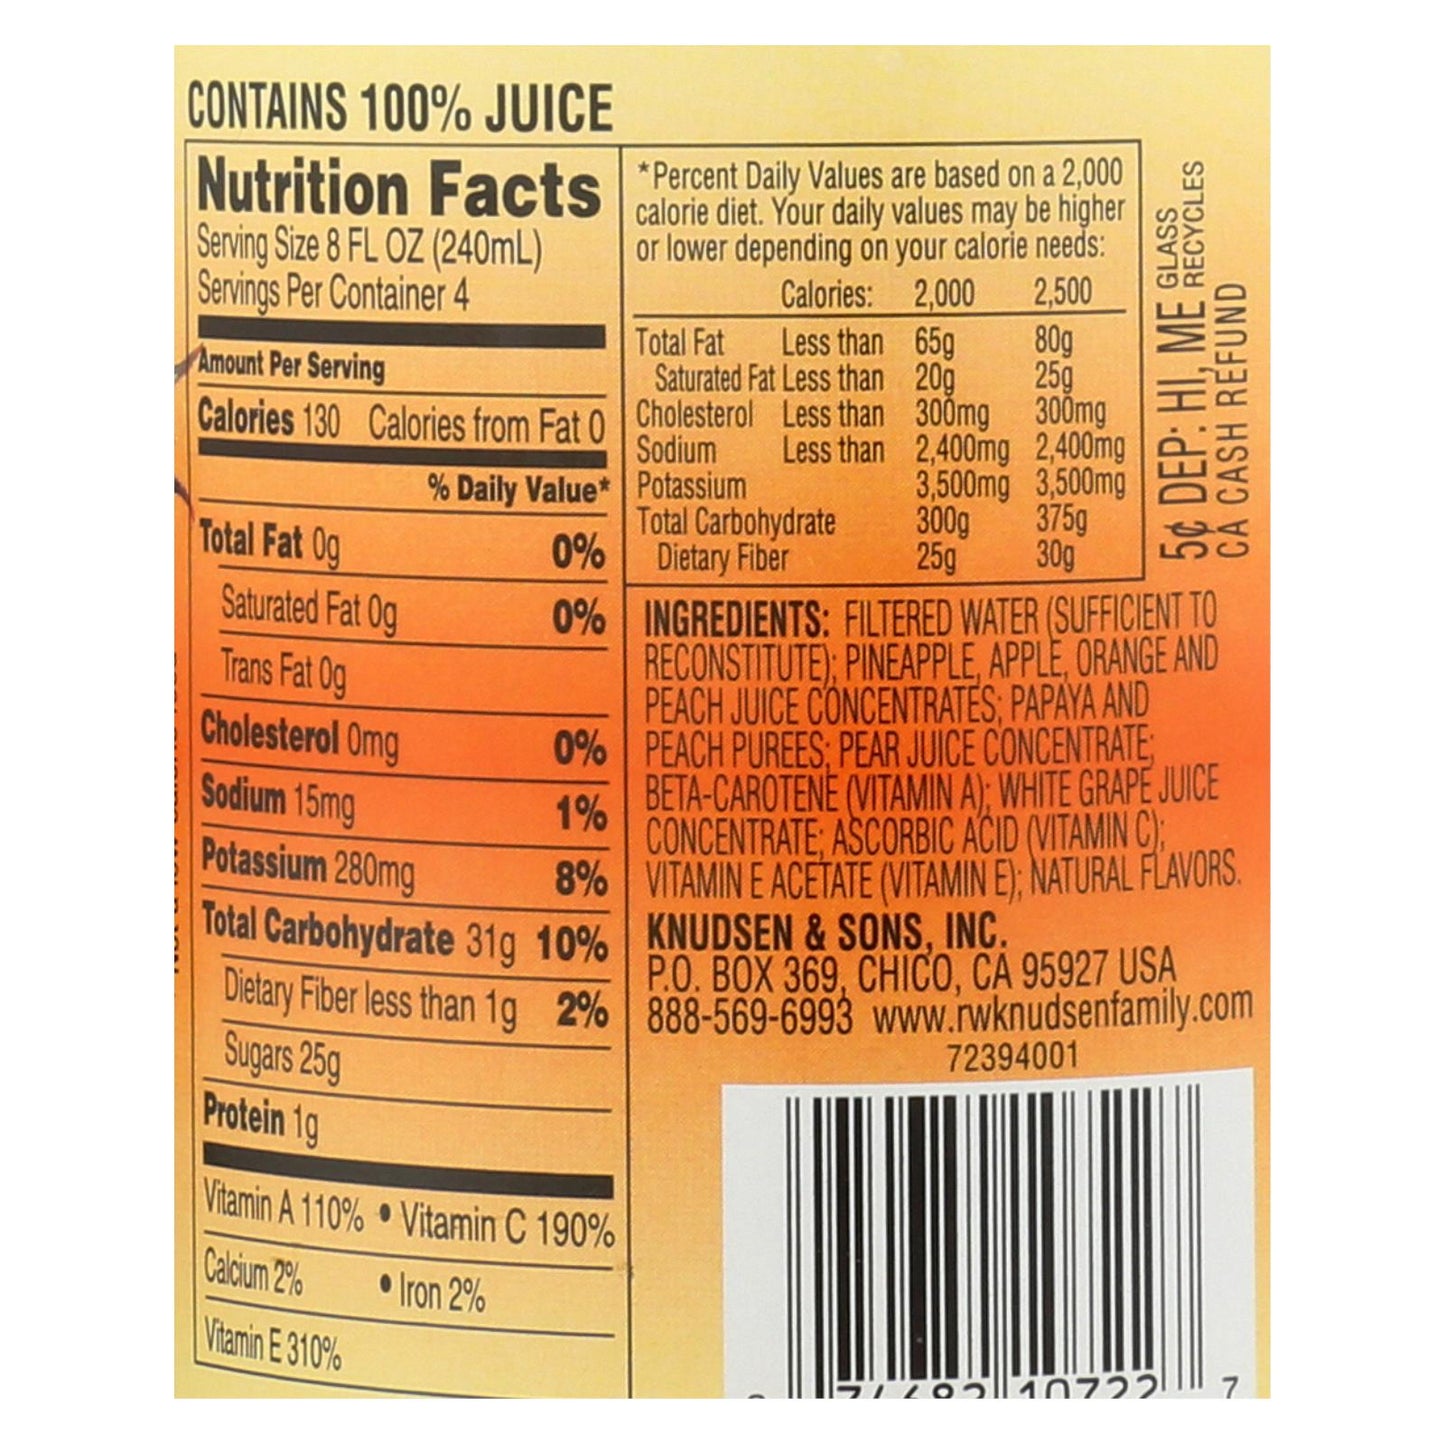 CONTAINS 100% JUICE
Nutrition Facts
Serving Size 8 FL OZ (240mL)
Servings Per Container 4
Amount Per Serving
Calories 130 Calories from Fat 0
% Daily Value*
Total Fat 0g 0%
Saturated Fat 0g 0%
Trans Fat 0g
Cholesterol 0mg 0%
Sodium 15mg 1%
Potassium 280mg 8%
Total Carbohydrate 31g 10%
Dietary Fiber less than 1g 2%
Sugars 25g
Protein 1g
Vitamin A 110% • Vitamin C 190%
Calcium 2% • Iron 2%
Vitamin E 310%
*Percent Daily Values are based on a 2,000
calorie diet. Your daily values may be higher
or lower depending on your calorie needs:
Calories: 2,000 2,500
Total Fat Less than 65g 80g
Saturated Fat Less than 20g 25g
Cholesterol Less than 300mg 300mg
Sodium Less than 2,400mg 2,400mg
Potassium 3,500mg 3,500mg
Total Carbohydrate 300g 375g
Dietary Fiber 25g 30g
5¢ DEP: HI, ME GLASS RECYCLES
CA CASH REFUND
INGREDIENTS: FILTERED WATER (SUFFICIENT TO
RECONSTITUTE); PINEAPPLE, APPLE, ORANGE AND
PEACH JUICE CONCENTRATES; PAPAYA AND
PEACH PUREES; PEAR JUICE CONCENTRATE;
BETA-CAROTENE (VITAMIN A); WHITE GRAPE JUICE
CONCENTRATE; ASCORBIC ACID (VITAMIN C);
VITAMIN E ACETATE (VITAMIN E); NATURAL FLAVORS.
KNUDSEN & SONS, INC.
P.O. BOX 369, CHICO, CA 95927 USA
888-569-6993 www.rwknudsenfamily.com
72394001
74682 10722 7